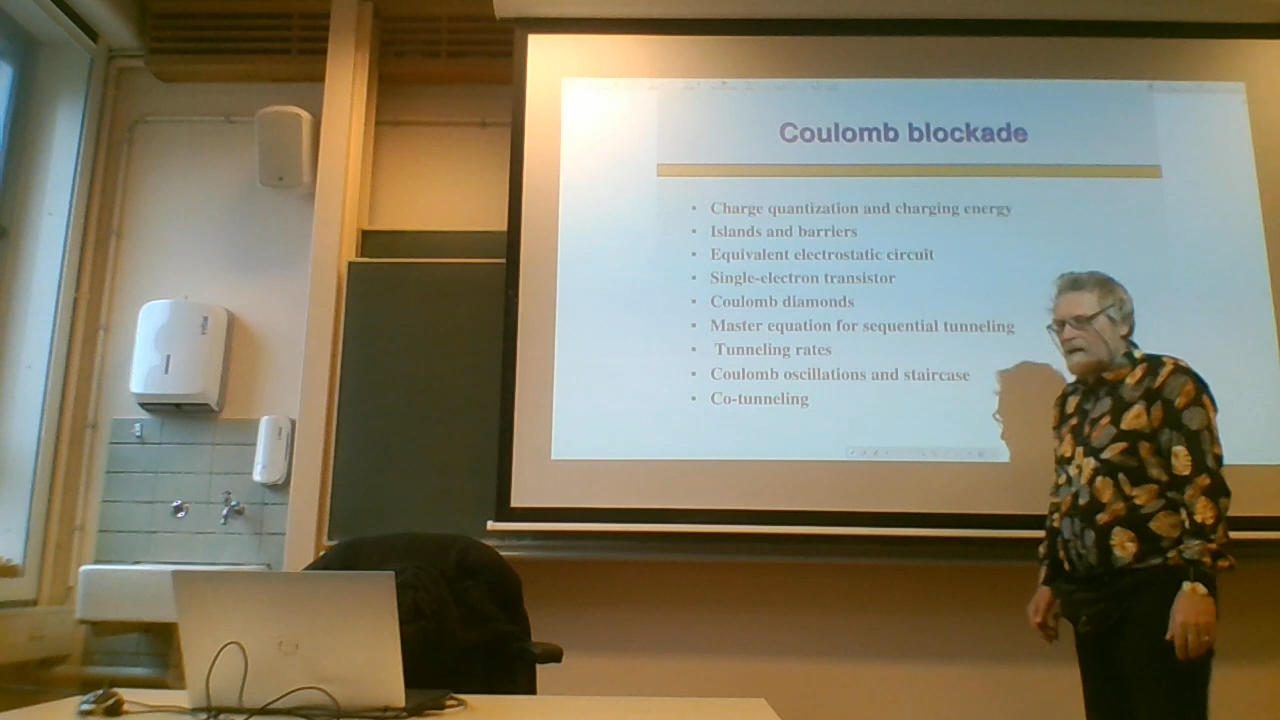 Coulomb blockade
• Charge quantization and charging energy
• Islands and barriers
• Equivalent electrostatic circuit
• Single-electron transistor
• Coulomb diamonds
• Master equation for sequential tunneling
• Tunneling rates
• Coulomb oscillations and staircase
• Co-tunneling